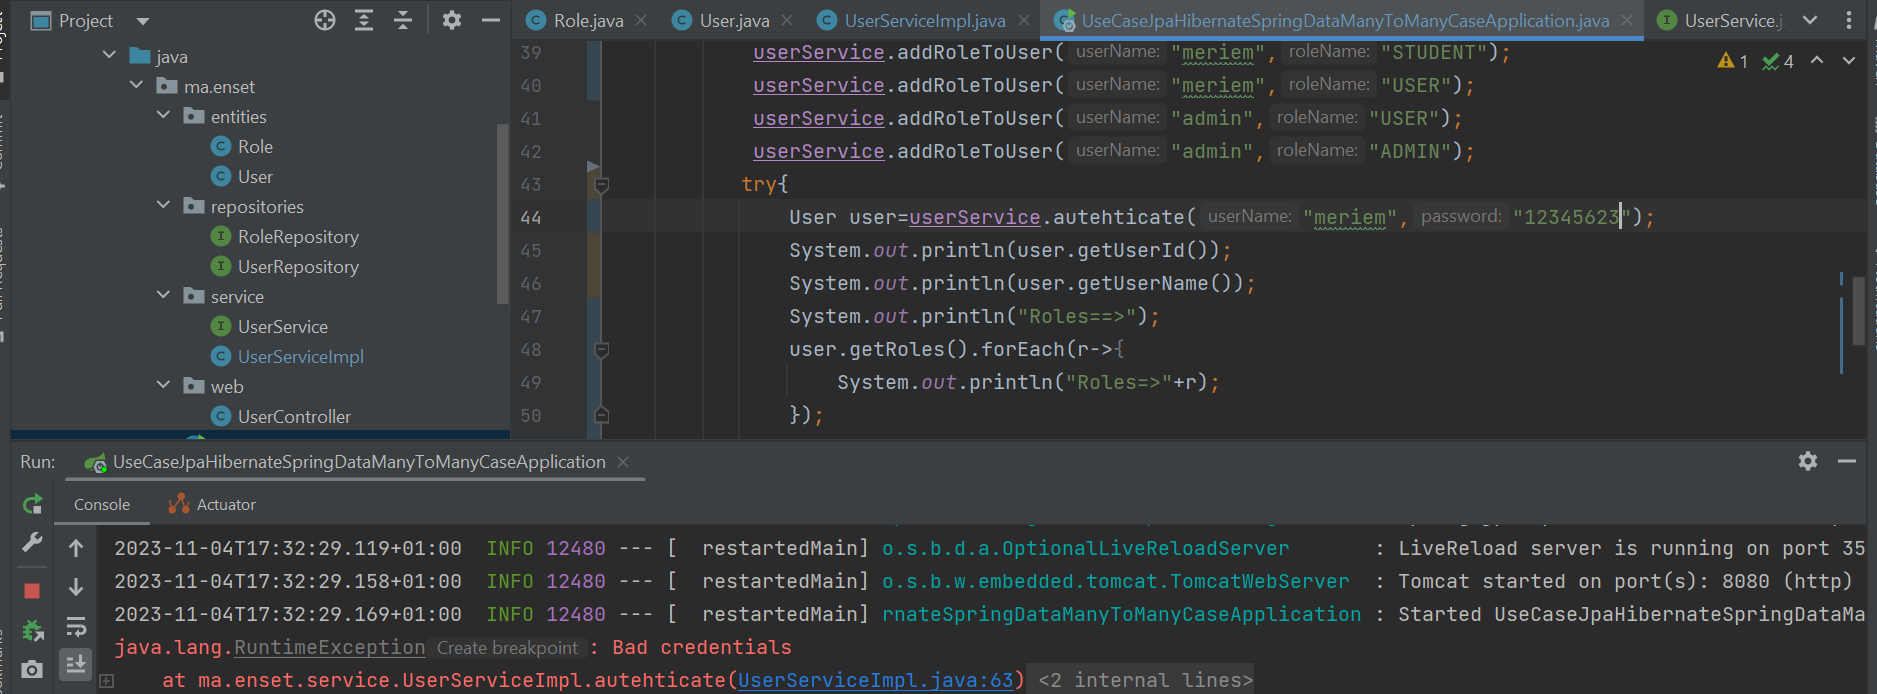 Project
Role.java
User.java
UserServiceImpl.java
UseCaseJpaHibernateSpringDataManyToManyCaseApplication.java
UserService.j
java
ma.enset
entities
Role
User
repositories
RoleRepository
UserRepository
service
UserService
UserServiceImpl
web
UserController
39 userService.addRoleToUser( userName: "meriem", roleName: "STUDENT");
40 userService.addRoleToUser( userName: "meriem", roleName: "USER");
41 userService.addRoleToUser( userName: "admin", roleName: "USER");
42 userService.addRoleToUser( userName: "admin", roleName: "ADMIN");
43 try{
44 User user=userService.autehticate( userName: "meriem", password: "12345623");
45 System.out.println(user.getUserId());
46 System.out.println(user.getUserName());
47 System.out.println("Roles==>");
48 user.getRoles().forEach(r->{
49 System.out.println("Roles=>"+r);
50 });
1 4
Run: UseCaseJpaHibernateSpringDataManyToManyCaseApplication
Console Actuator
2023-11-04T17:32:29.119+01:00 INFO 12480 --- [ restartedMain] o.s.b.d.a.OptionalLiveReloadServer : LiveReload server is running on port 35
2023-11-04T17:32:29.158+01:00 INFO 12480 --- [ restartedMain] o.s.b.w.embedded.tomcat.TomcatWebServer : Tomcat started on port(s): 8080 (http)
2023-11-04T17:32:29.169+01:00 INFO 12480 --- [ restartedMain] rnateSpringDataManyToManyCaseApplication : Started UseCaseJpaHibernateSpringDataMa
java.lang.RuntimeException Create breakpoint : Bad credentials
at ma.enset.service.UserServiceImpl.autehticate(UserServiceImpl.java:63) <2 internal lines>